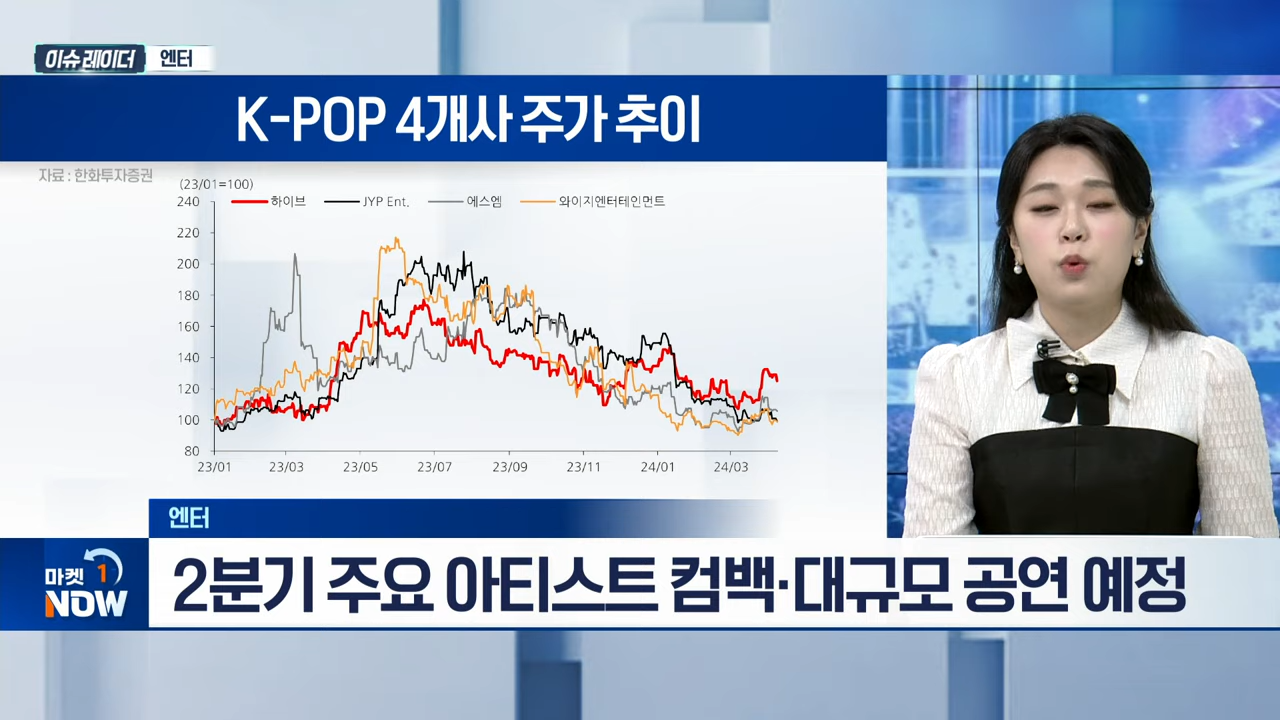 이슈레이더 엔터
K-POP 4개사 주가 추이
자료 : 한화투자증권
(23/01=100)
하이브 JYP Ent. 에스엠 와이지엔터테인먼트
240
220
200
180
160
140
120
100
80
23/01 23/03 23/05 23/07 23/09 23/11 24/01 24/03
엔터
마켓 1
NOW
2분기 주요 아티스트 컴백·대규모 공연 예정